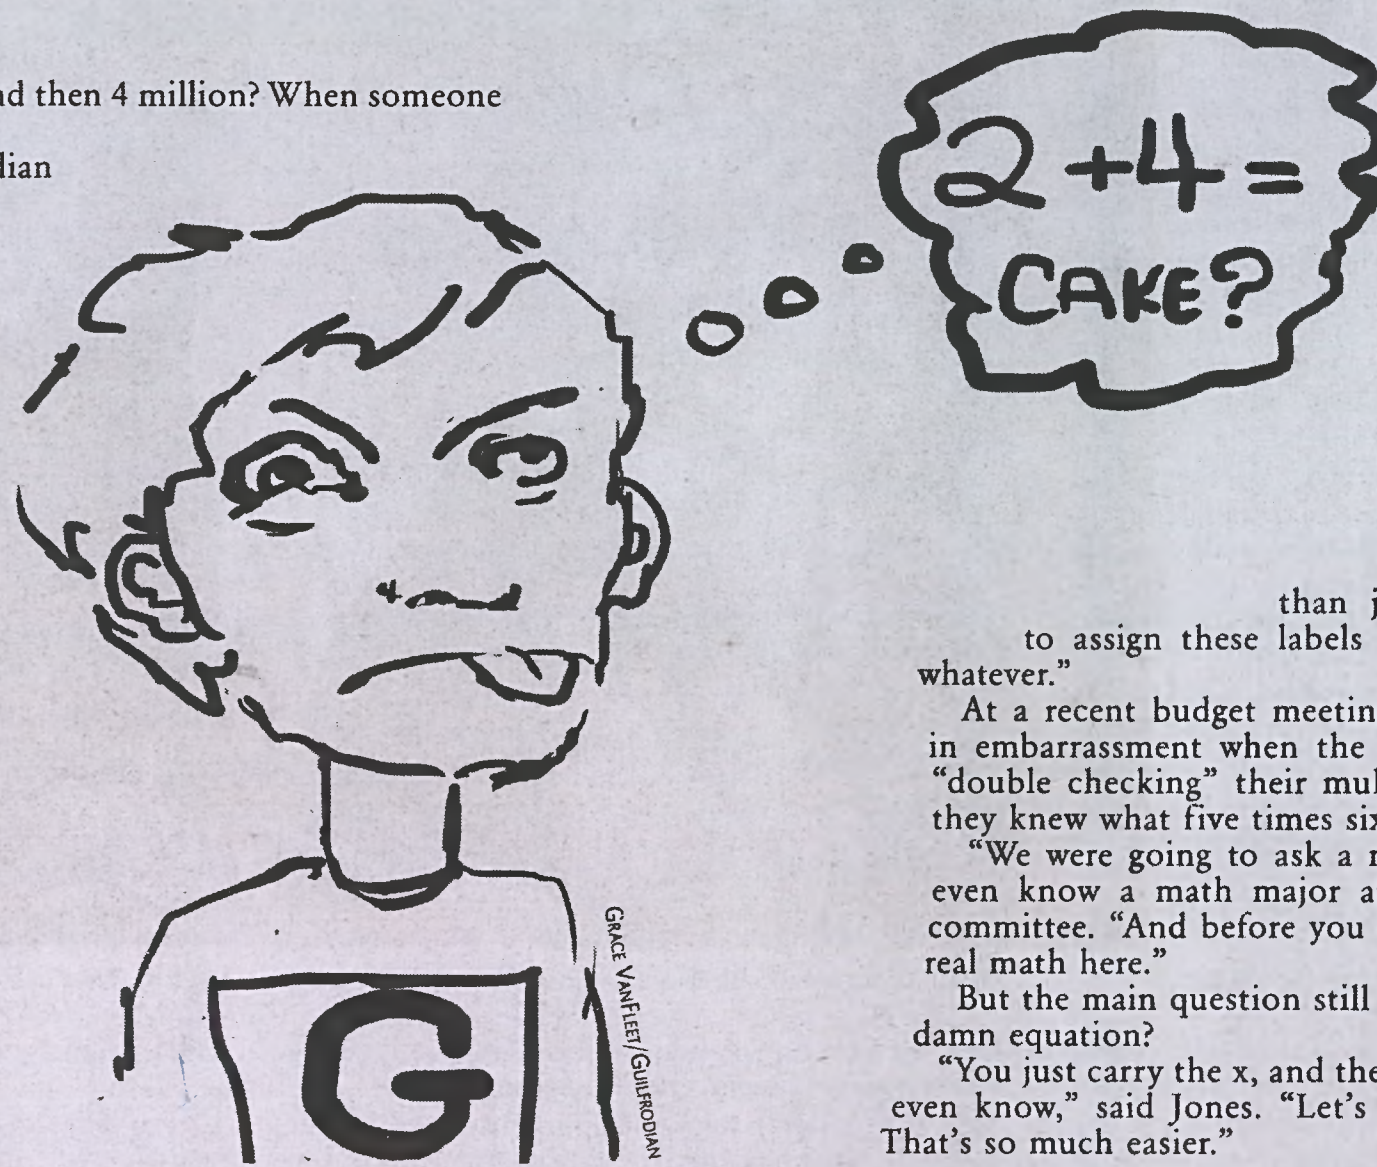 nd then 4 million? When someone
dian
2 + 4 =
CAKE?
G
GRACE VANFLEET/GUILFRODIAN
than j
to assign these labels
whatever.”
At a recent budget meetin
in embarrassment when the
“double checking” their mul
they knew what five times six
“We were going to ask a
even know a math major a
committee. “And before you
real math here.”
But the main question still
damn equation?
“You just carry the x, and the
even know,” said Jones. “Let's
That's so much easier.”